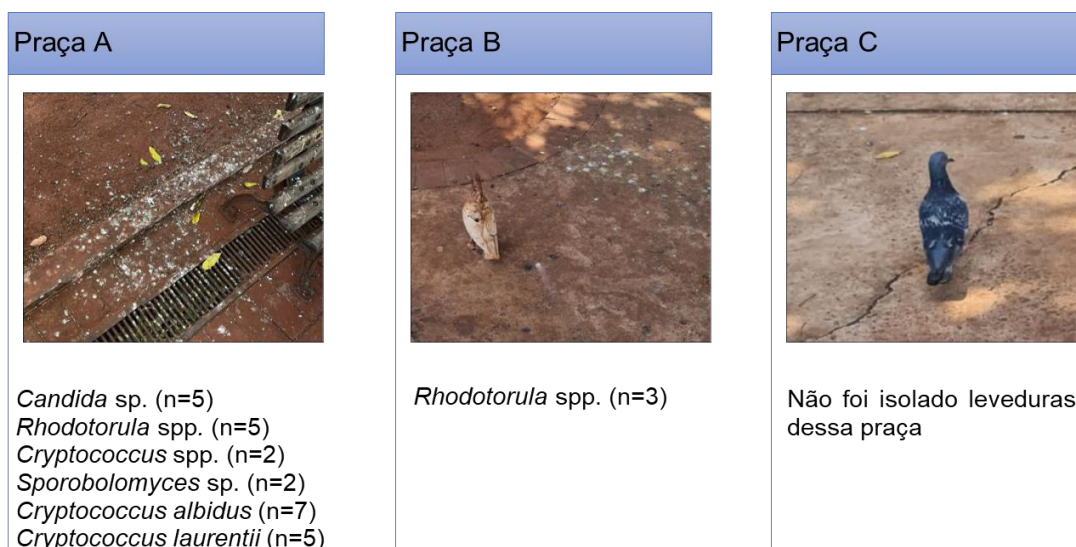 Praça A
Candida sp. (n=5)
Rhodotorula spp. (n=5)
Cryptococcus spp. (n=2)
Sporobolomyces sp. (n=2)
Cryptococcus albidus (n=7)
Cryptococcus laurentii (n=5)
Praça B
Rhodotorula spp. (n=3)
Praça C
Não foi isolado leveduras
dessa praça